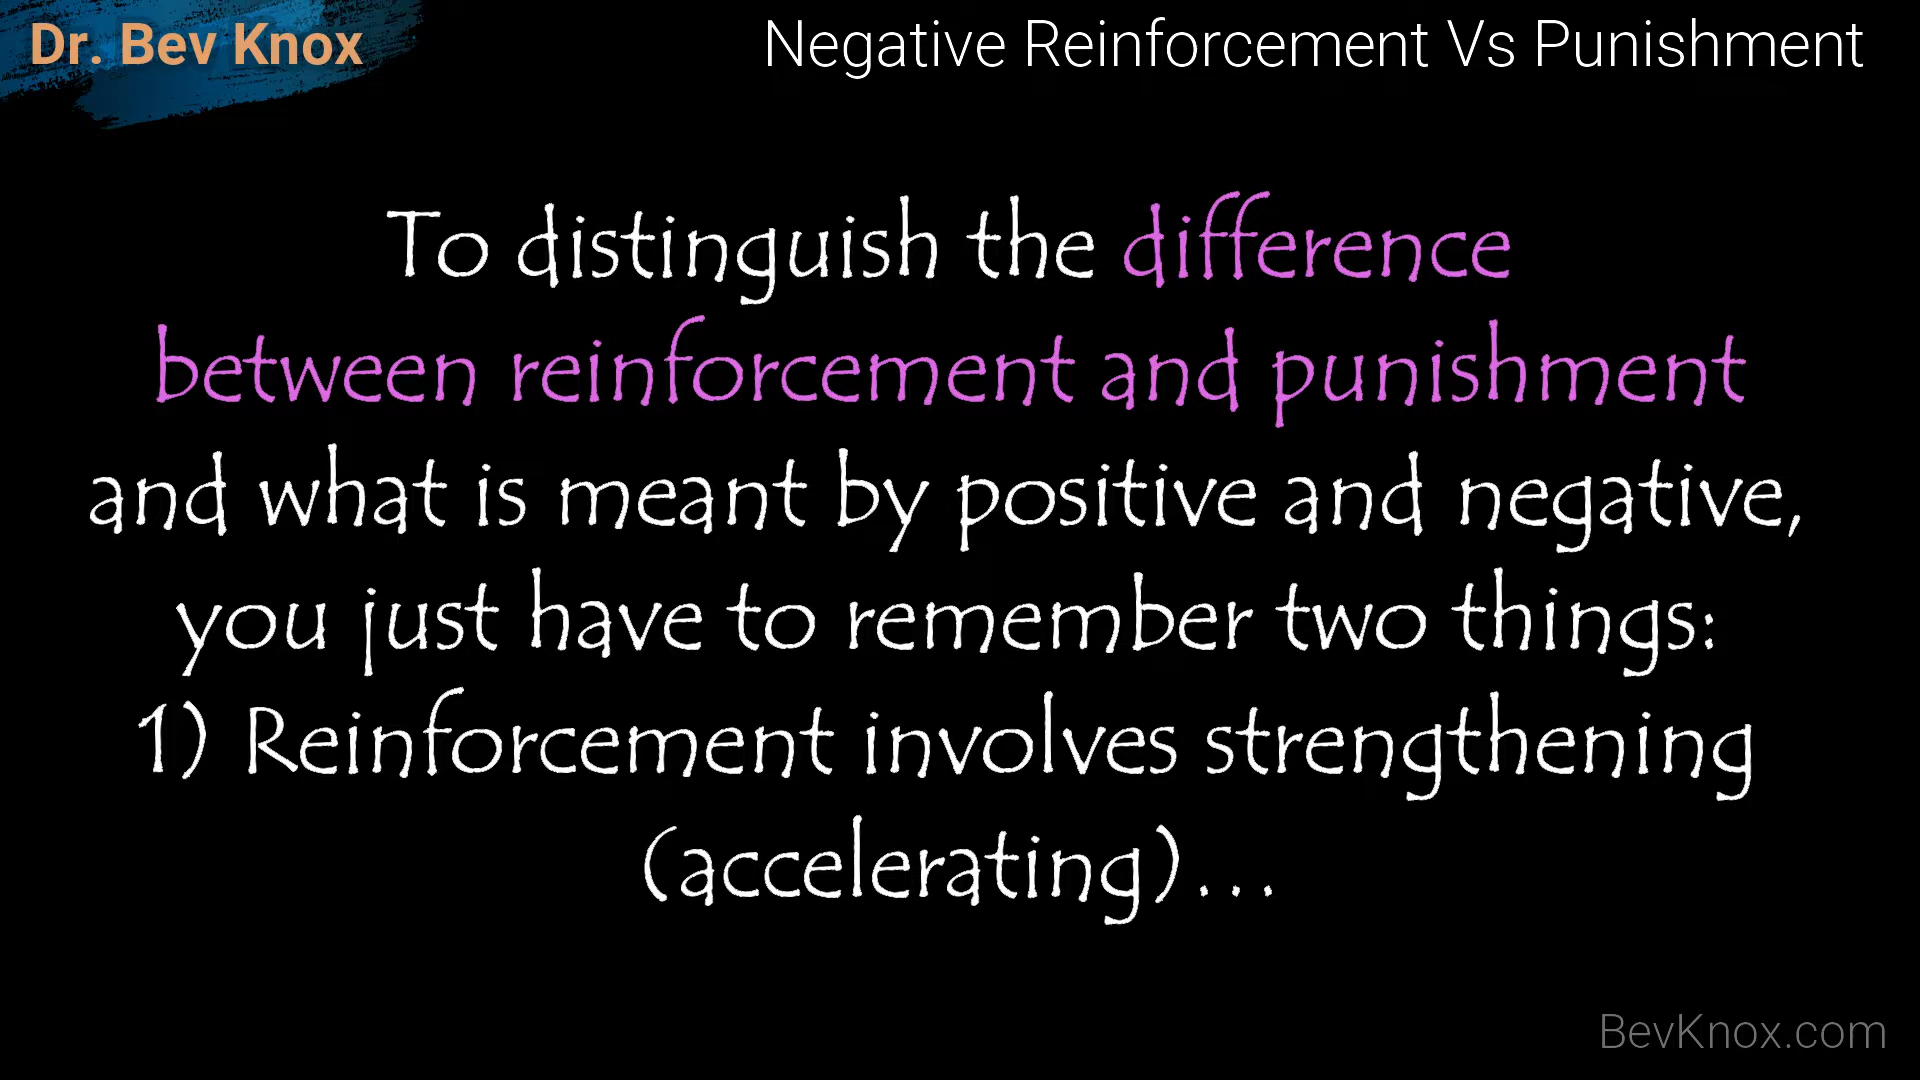 Dr. Bev Knox
Negative Reinforcement Vs Punishment
To distinguish the difference
between reinforcement and punishment
and what is meant by positive and negative,
you just have to remember two things:
1) Reinforcement involves strengthening
(accelerating)...
BevKnox.com